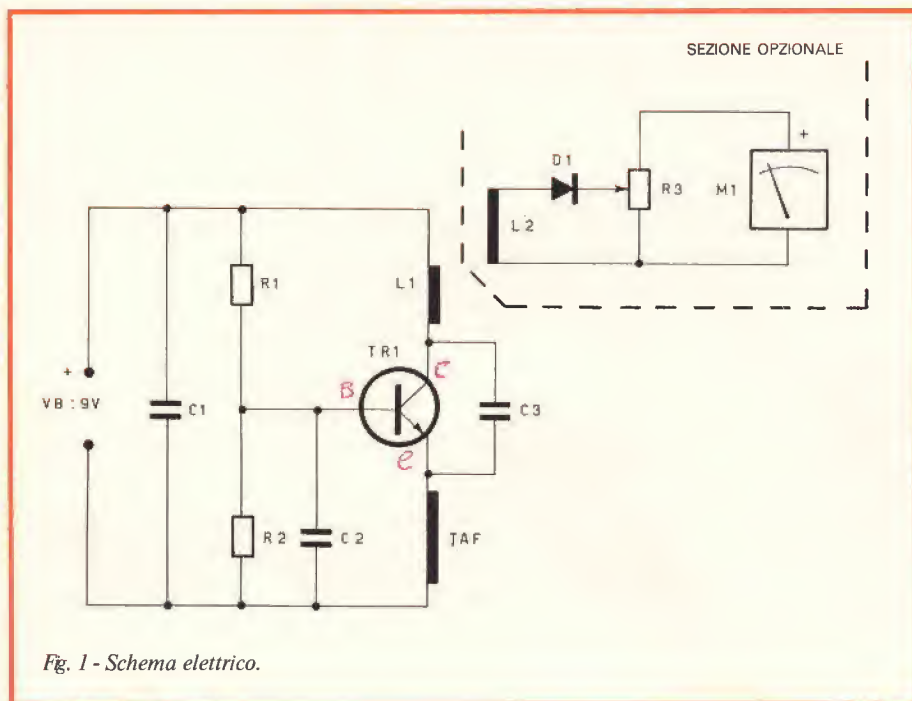 SEZIONE OPZIONALE
D1
+
R3
M1
L2
R1
L1
TR1
B
C
+
VB : 9V
C1
C3
e
R2
C2
JAF
Fig. 1 - Schema elettrico.